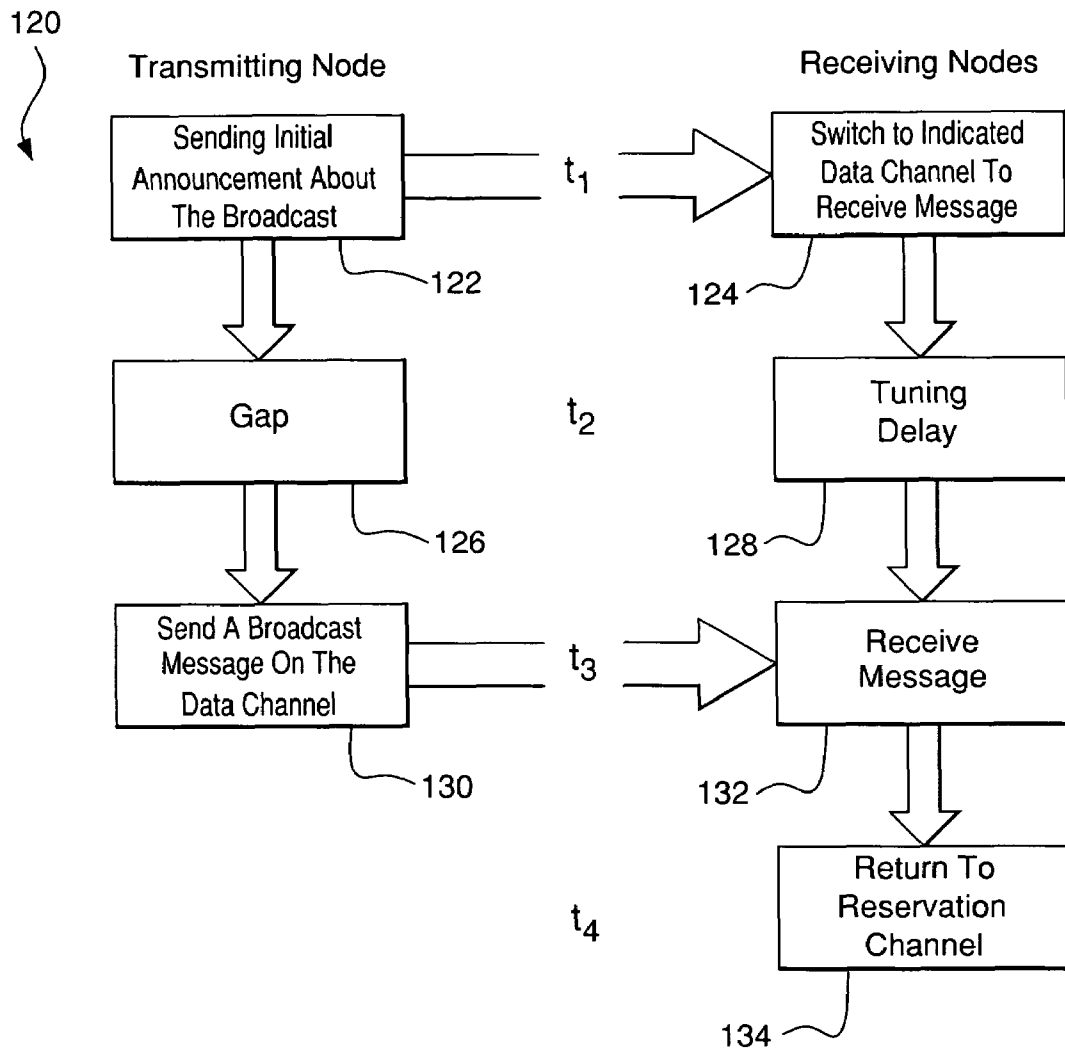 120
Transmitting Node
Receiving Nodes
Sending Initial
Announcement About
The Broadcast
t1
Switch to Indicated
Data Channel To
Receive Message
122
124
Gap
t2
Tuning
Delay
126
128
Send A Broadcast
Message On The
Data Channel
t3
Receive
Message
130
132
t4
Return To
Reservation
Channel
134